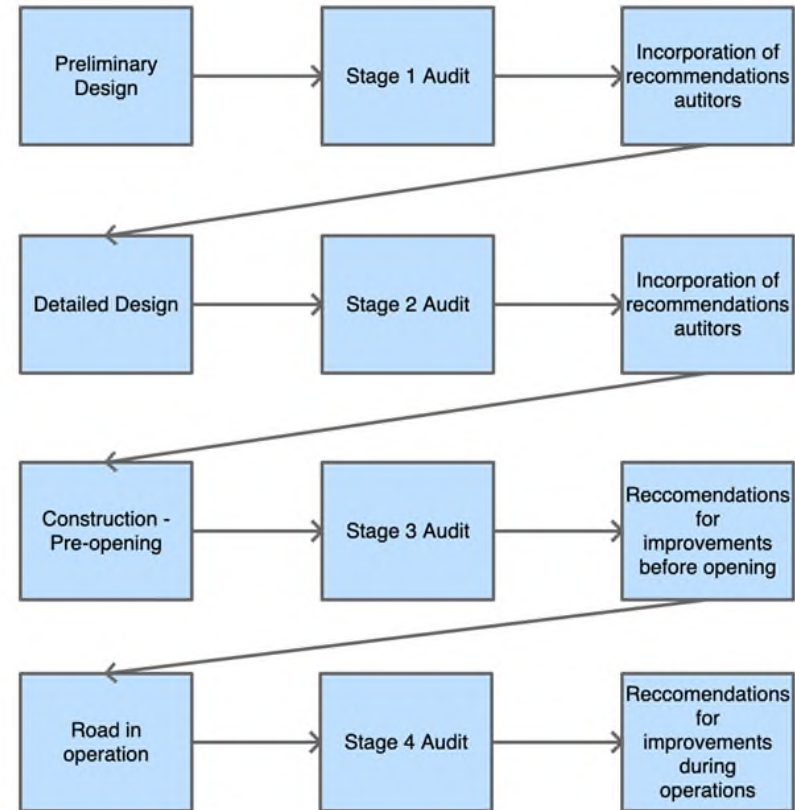 Preliminary
Design
Stage 1 Audit
Incorporation of
recommendations
autitors
Detailed Design
Stage 2 Audit
Incorporation of
recommendations
autitors
Construction -
Pre-opening
Stage 3 Audit
Reccomendations
for
improvements
before opening
Road in
operation
Stage 4 Audit
Reccomendations
for
improvements
during
operations